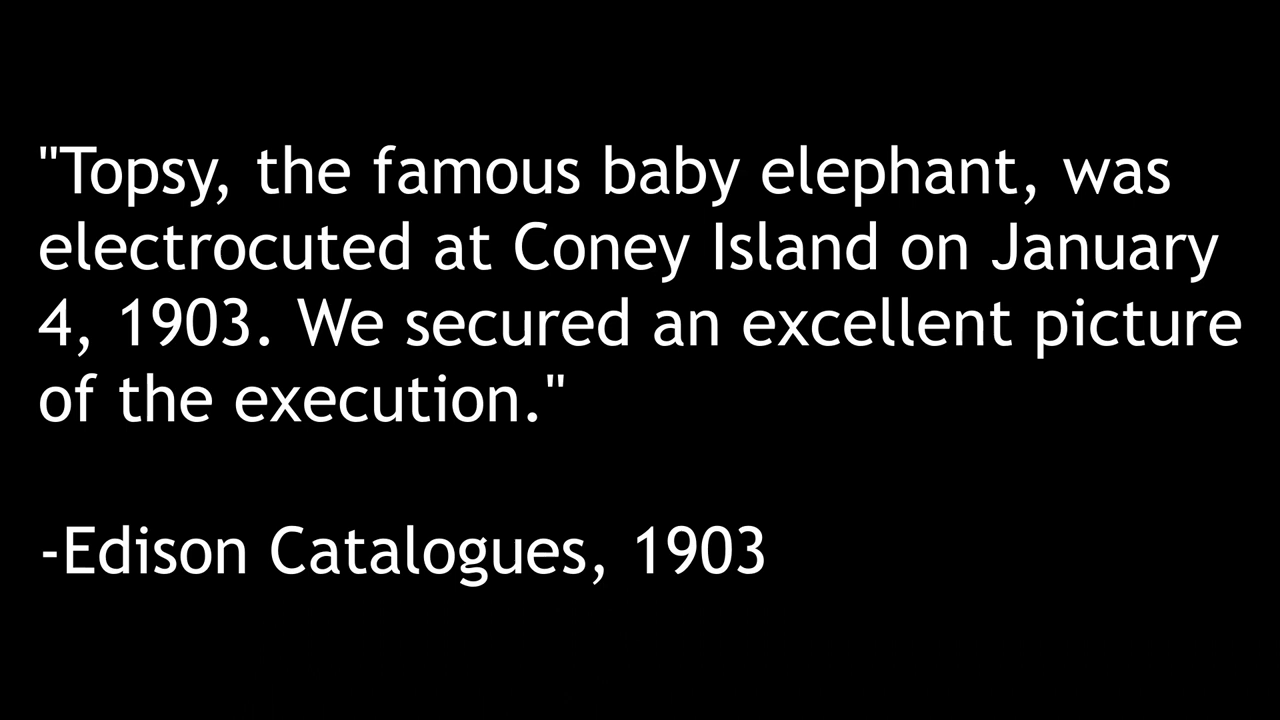 "Topsy, the famous baby elephant, was
electrocuted at Coney Island on January
4, 1903. We secured an excellent picture
of the execution."
-Edison Catalogues, 1903